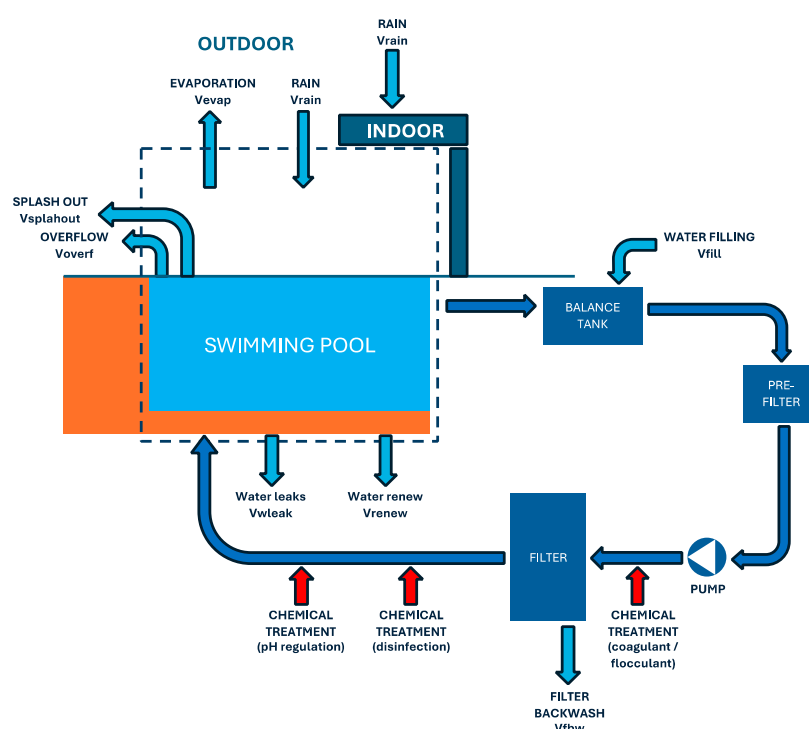 RAIN
Vrain
OUTDOOR
EVAPORATION
Vevap
RAIN
Vrain
INDOOR
SPLASH OUT
Vsplahout
OVERFLOW
Voverf
WATER FILLING
Vfill
BALANCE
TANK
SWIMMING POOL
PRE-
FILTER
Water leaks
Vwleak
Water renew
Vrenew
FILTER
PUMP
CHEMICAL
TREATMENT
(pH regulation)
CHEMICAL
TREATMENT
(disinfection)
CHEMICAL
TREATMENT
(coagulant /
flocculant)
FILTER
BACKWASH
Vfbw